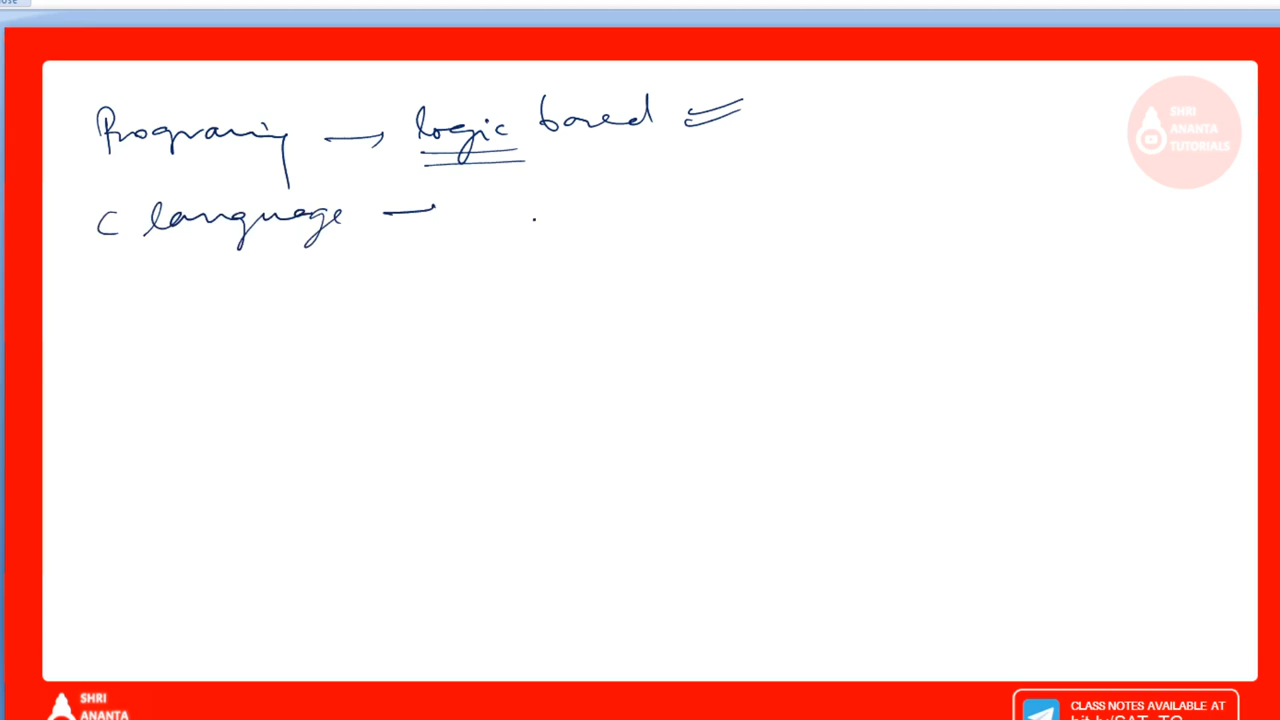 Programing → logic based
C language —
SHRI
ANANTA
TUTORIALS
SHRI
ANANTA
CLASS NOTES AVAILABLE AT